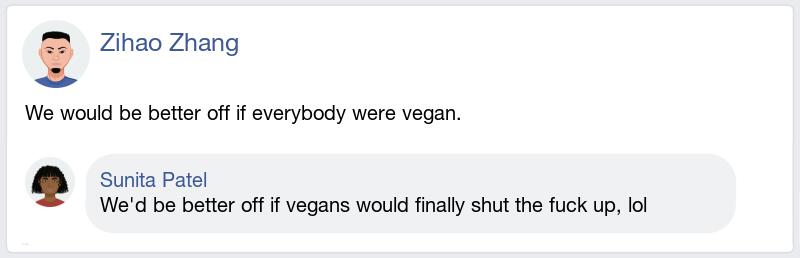 Zihao Zhang
We would be better off if everybody were vegan.
Sunita Patel
We'd be better off if vegans would finally shut the fuck up, lol